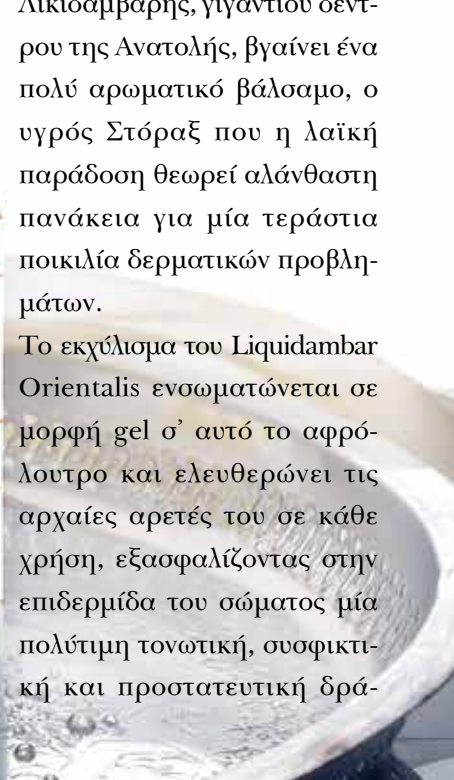 Λικιδάμβαρης, γιγάντιου δέντ-
ρου της Ανατολής, βγαίνει ένα
πολύ αρωματικό βάλσαμο, ο
υγρός Στόραξ που η λαϊκή
παράδοση θεωρεί αλάνθαστη
πανάκεια για μία τεράστια
ποικιλία δερματικών προβλη-
μάτων.
Το εκχύλισμα του Liquidambar
Orientalis ενσωματώνεται σε
μορφή gel σ’ αυτό το αφρό-
λουτρο και ελευθερώνει τις
αρχαίες αρετές του σε κάθε
χρήση, εξασφαλίζοντας στην
επιδερμίδα του σώματος μία
πολύτιμη τονωτική, συσφικτι-
κή και προστατευτική δρά-